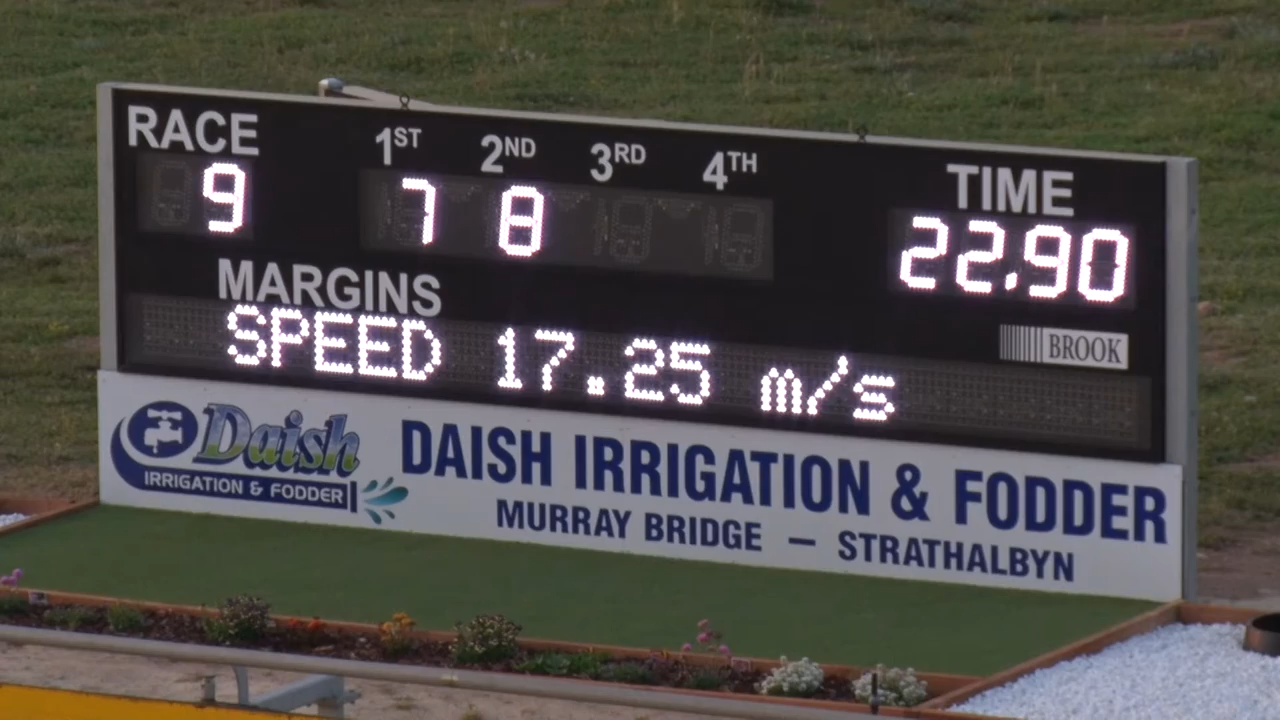 RACE 1ST 2ND 3RD 4TH TIME
9 7 8 22.90
MARGINS
SPEED 17.25 m/s
BROOK
Daish
IRRIGATION & FODDER
DAISH IRRIGATION & FODDER
MURRAY BRIDGE — STRATHALBYN